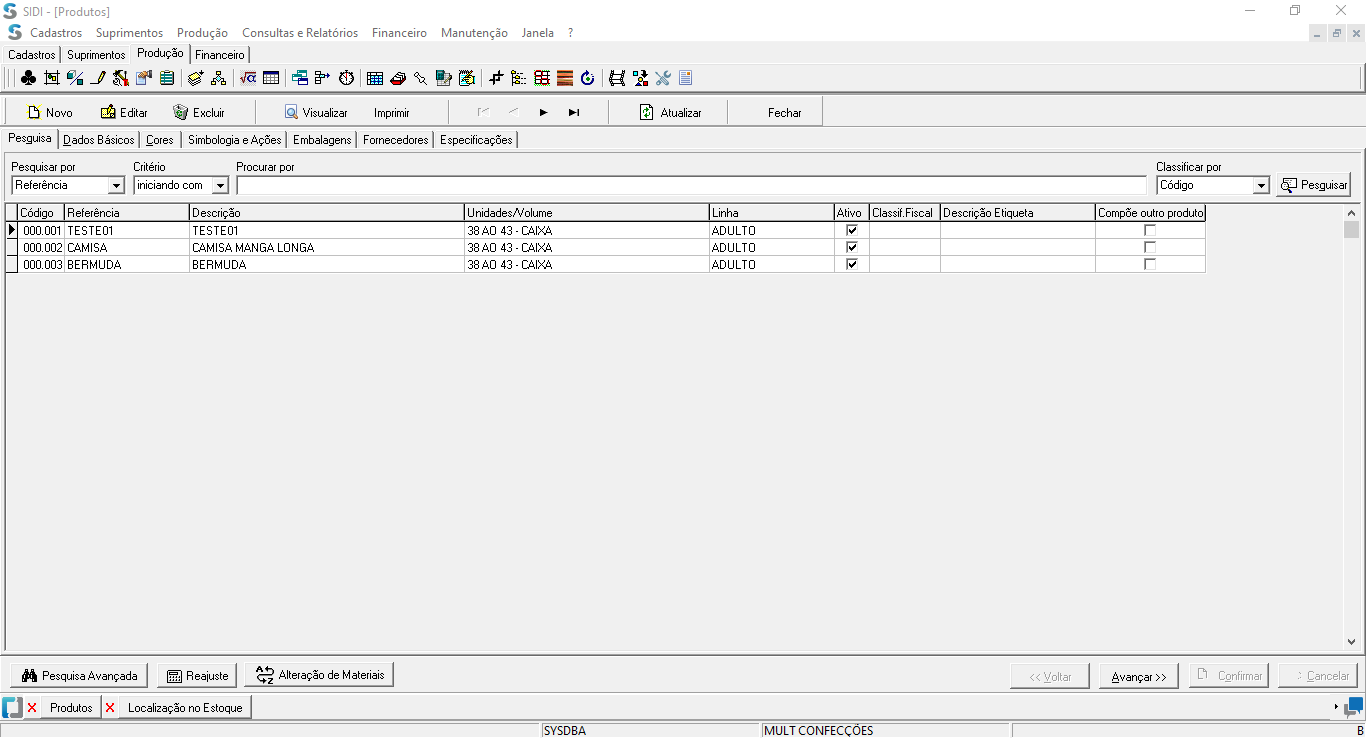 SIDI - [Produtos]
Cadastros Suprimentos Produção Consultas e Relatórios Financeiro Manutenção Janela ?
Cadastros Suprimentos Produção Financeiro
Novo Editar Excluir Visualizar Imprimir Atualizar Fechar
Pesquisa Dados Básicos Cores Simbologia e Ações Embalagens Fornecedores Especificações
Pesquisar por Critério Procurar por Classificar por
Referência iniciando com Código Pesquisar
Código Referência Descrição Unidades/Volume Linha Ativo Classif.Fiscal Descrição Etiqueta Compõe outro produto
000.001 TESTE01 TESTE01 38 AO 43 - CAIXA ADULTO
000.002 CAMISA CAMISA MANGA LONGA 38 AO 43 - CAIXA ADULTO
000.003 BERMUDA BERMUDA 38 AO 43 - CAIXA ADULTO
Pesquisa Avançada Reajuste Alteração de Materiais << Voltar Avançar >> Confirmar Cancelar
Produtos Localização no Estoque
SYSDBA MULT CONFECÇÕES B